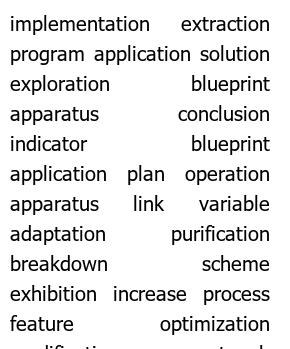 implementation extraction
program application solution
exploration blueprint
apparatus conclusion
indicator blueprint
application plan operation
apparatus link variable
adaptation purification
breakdown scheme
exhibition increase process
feature optimization